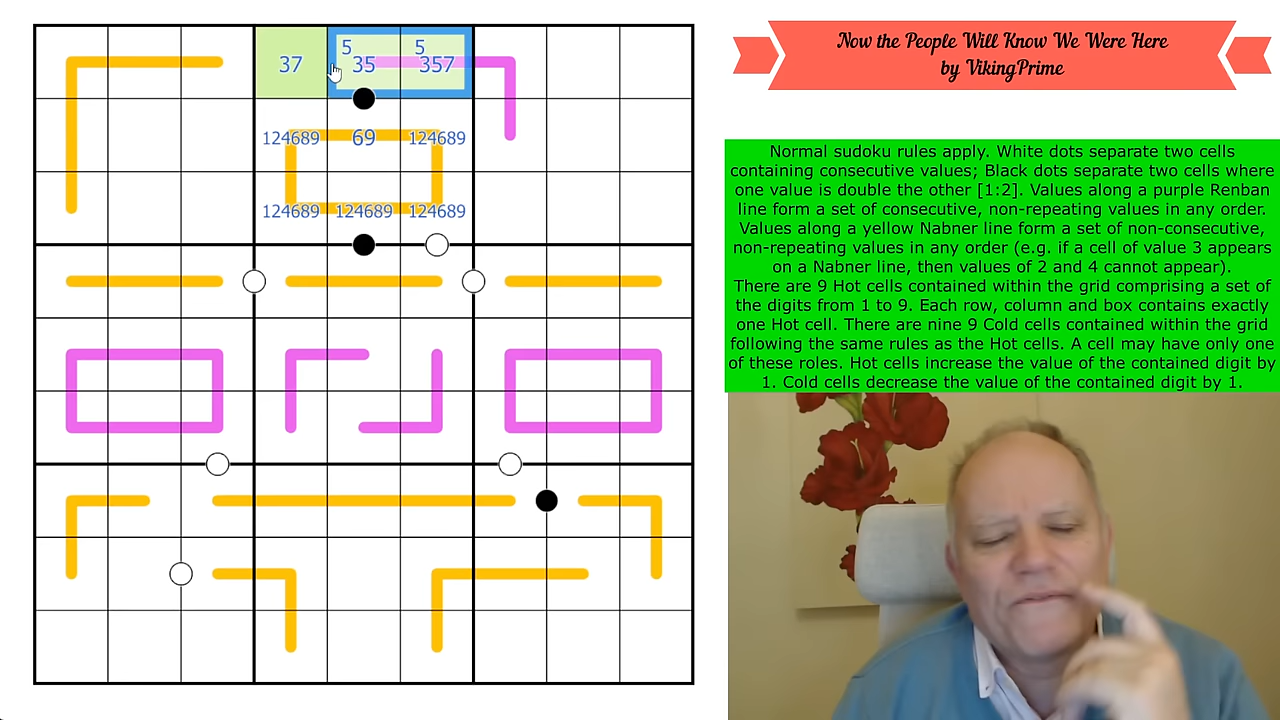 Now the People Will Know We Were Here
by VikingPrime
5 5
37 35 357
124689 69 124689
124689 124689 124689
Normal sudoku rules apply. White dots separate two cells
containing consecutive values; Black dots separate two cells where
one value is double the other [1:2]. Values along a purple Renban
line form a set of consecutive, non-repeating values in any order.
Values along a yellow Nabner line form a set of non-consecutive,
non-repeating values in any order (e.g. if a cell of value 3 appears
on a Nabner line, then values of 2 and 4 cannot appear).
There are 9 Hot cells contained within the grid comprising a set of
the digits from 1 to 9. Each row, column and box contains exactly
one Hot cell. There are nine 9 Cold cells contained within the grid
following the same rules as the Hot cells. A cell may have only one
of these roles. Hot cells increase the value of the contained digit by
1. Cold cells decrease the value of the contained digit by 1.